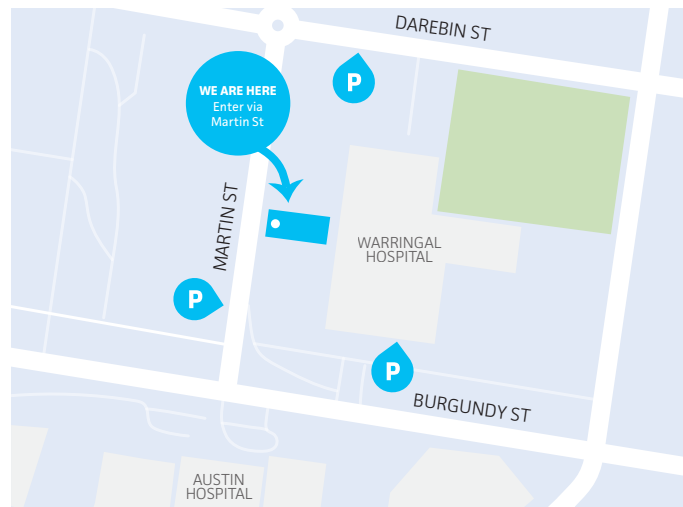 DAREBIN ST
P
WE ARE HERE
Enter via
Martin St
MARTIN ST
WARRINGAL
HOSPITAL
P
P
BURGUNDY ST
AUSTIN
HOSPITAL